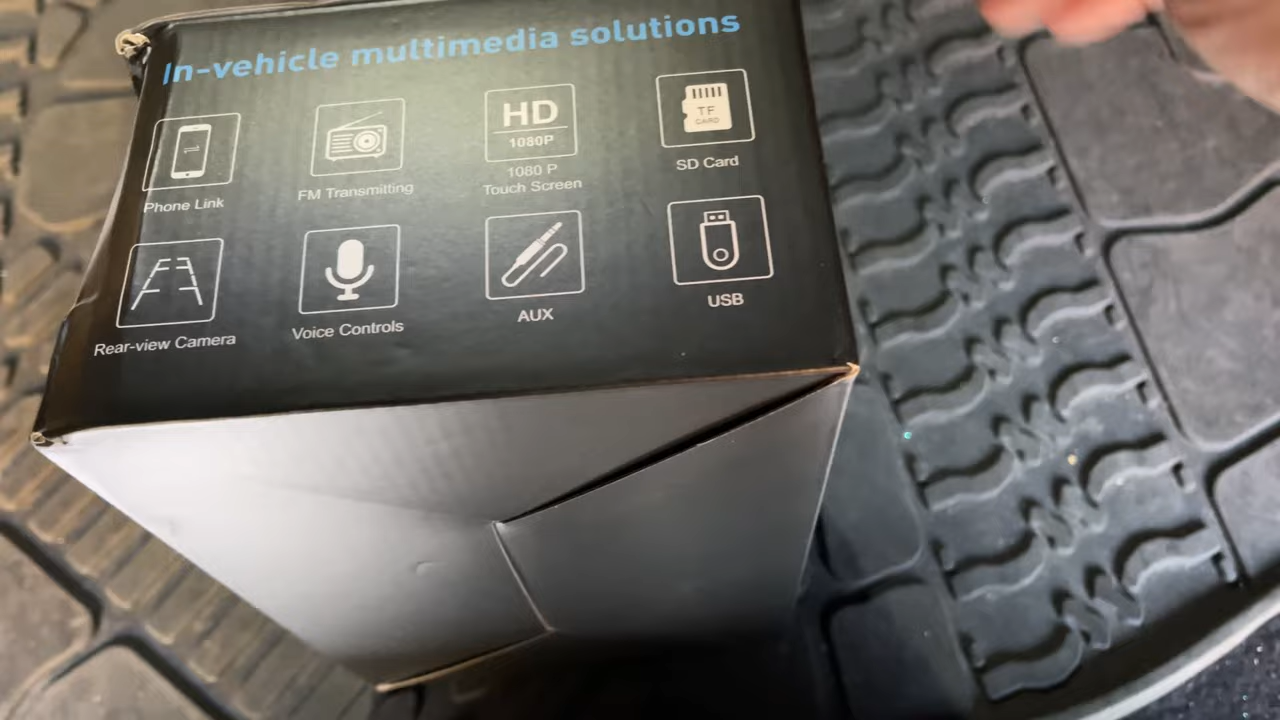 In-vehicle multimedia solutions
HD
1080P
TF
CARD
Phone Link
FM Transmitting
1080 P
Touch Screen
SD Card
Rear-view Camera
Voice Controls
AUX
USB